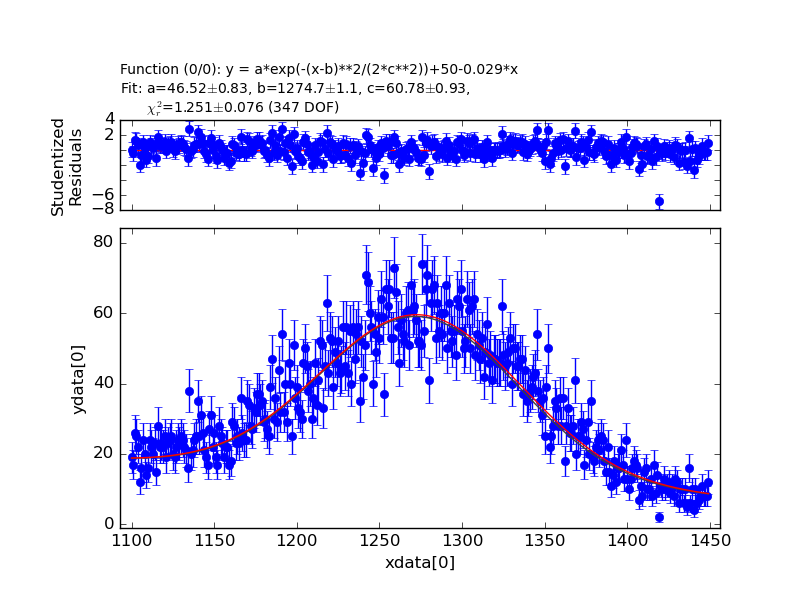 Function (0/0): y = a*exp(-(x-b)**2/(2*c**2))+50-0.029*x
Fit: a=46.52±0.83, b=1274.7±1.1, c=60.78±0.93,
χ²ᵣ=1.251±0.076 (347 DOF)
Studentized
Residuals
4
2
−6
−8
ydata[0]
80
60
40
20
0
1100 1150 1200 1250 1300 1350 1400 1450
xdata[0]